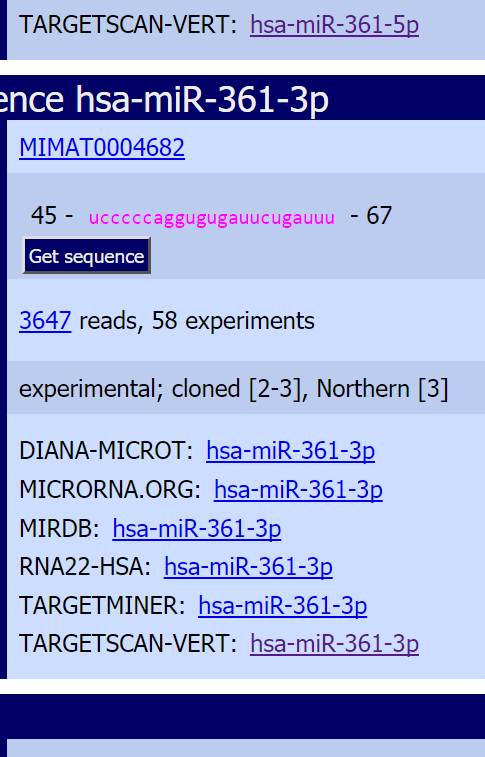 TARGETSCAN-VERT: hsa-miR-361-5p
ence hsa-miR-361-3p
MIMAT0004682
45 - ucccccaggugugauucugauuu - 67
Get sequence
3647 reads, 58 experiments
experimental; cloned [2-3], Northern [3]
DIANA-MICROT: hsa-miR-361-3p
MICRORNA.ORG: hsa-miR-361-3p
MIRDB: hsa-miR-361-3p
RNA22-HSA: hsa-miR-361-3p
TARGETMINER: hsa-miR-361-3p
TARGETSCAN-VERT: hsa-miR-361-3p